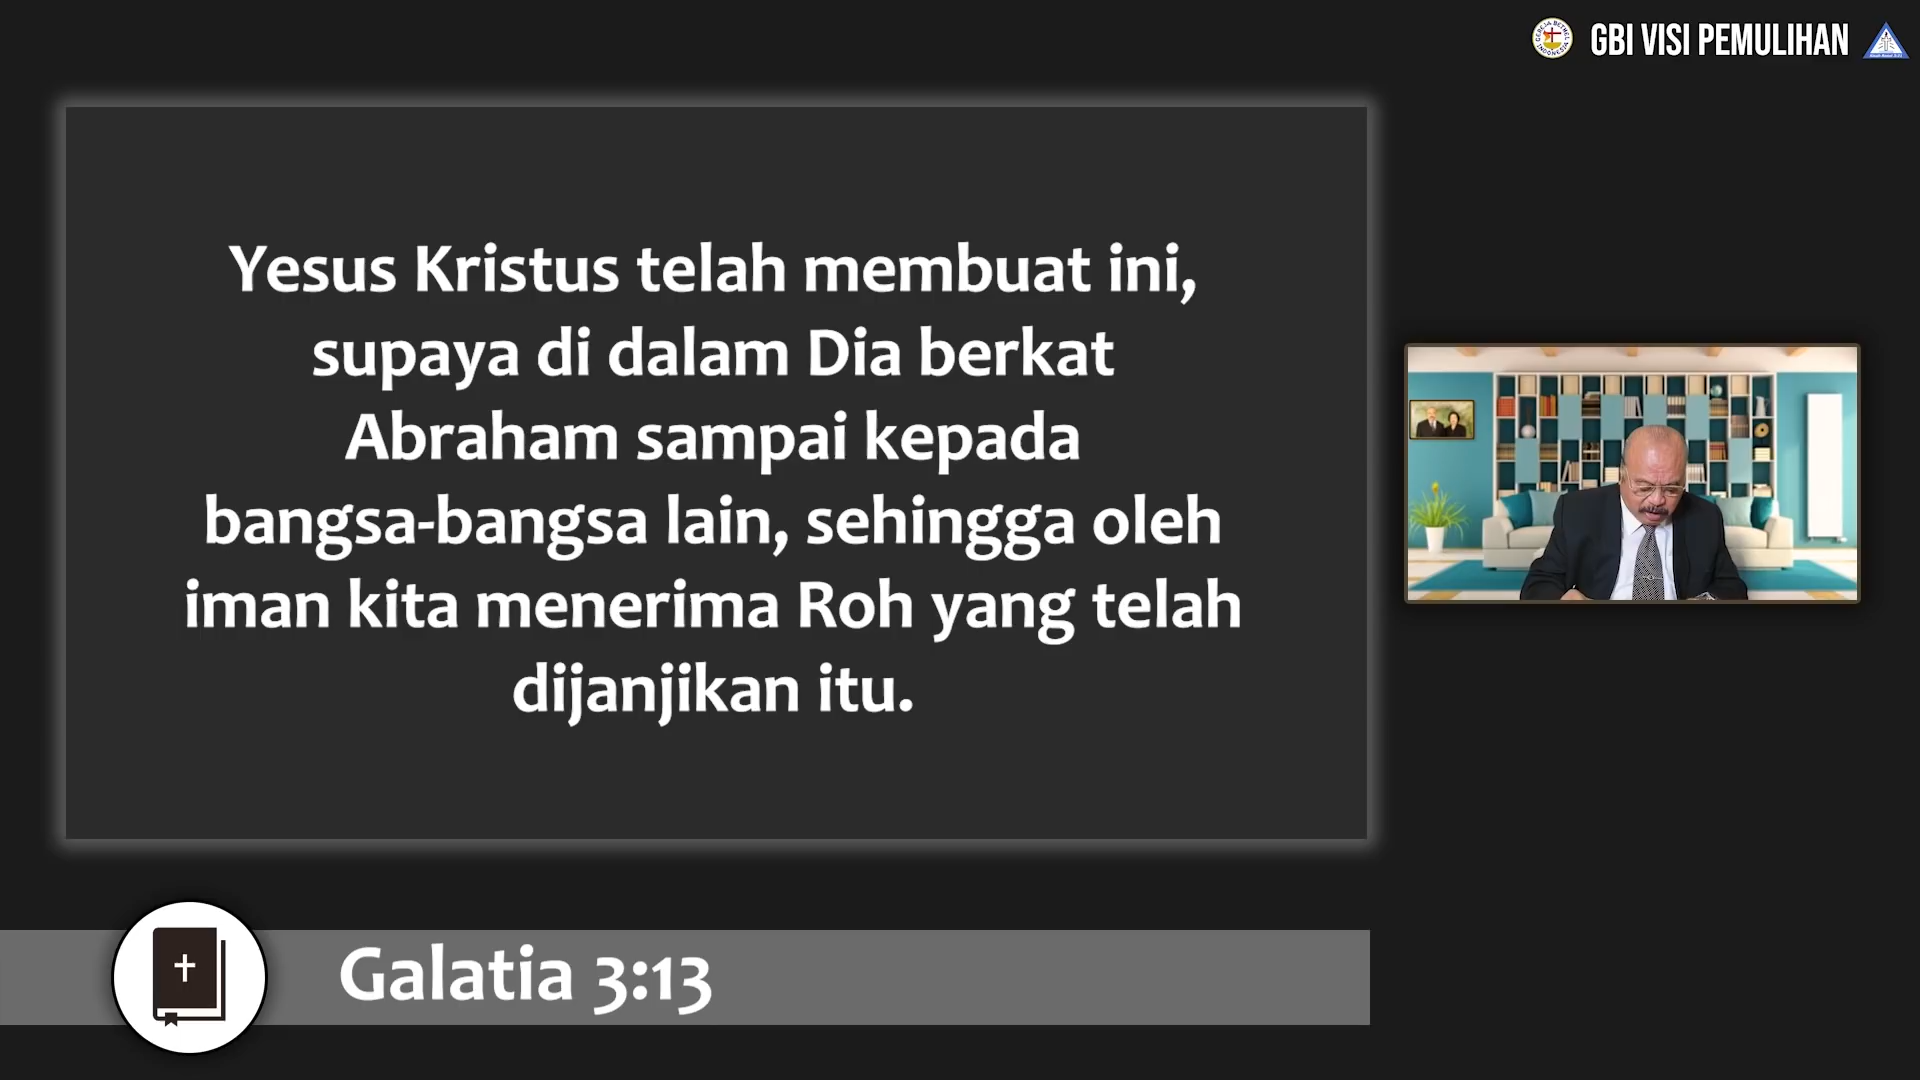 GBI VISI PEMULIHAN
Yesus Kristus telah membuat ini,
supaya di dalam Dia berkat
Abraham sampai kepada
bangsa-bangsa lain, sehingga oleh
iman kita menerima Roh yang telah
dijanjikan itu.
Galatia 3:13